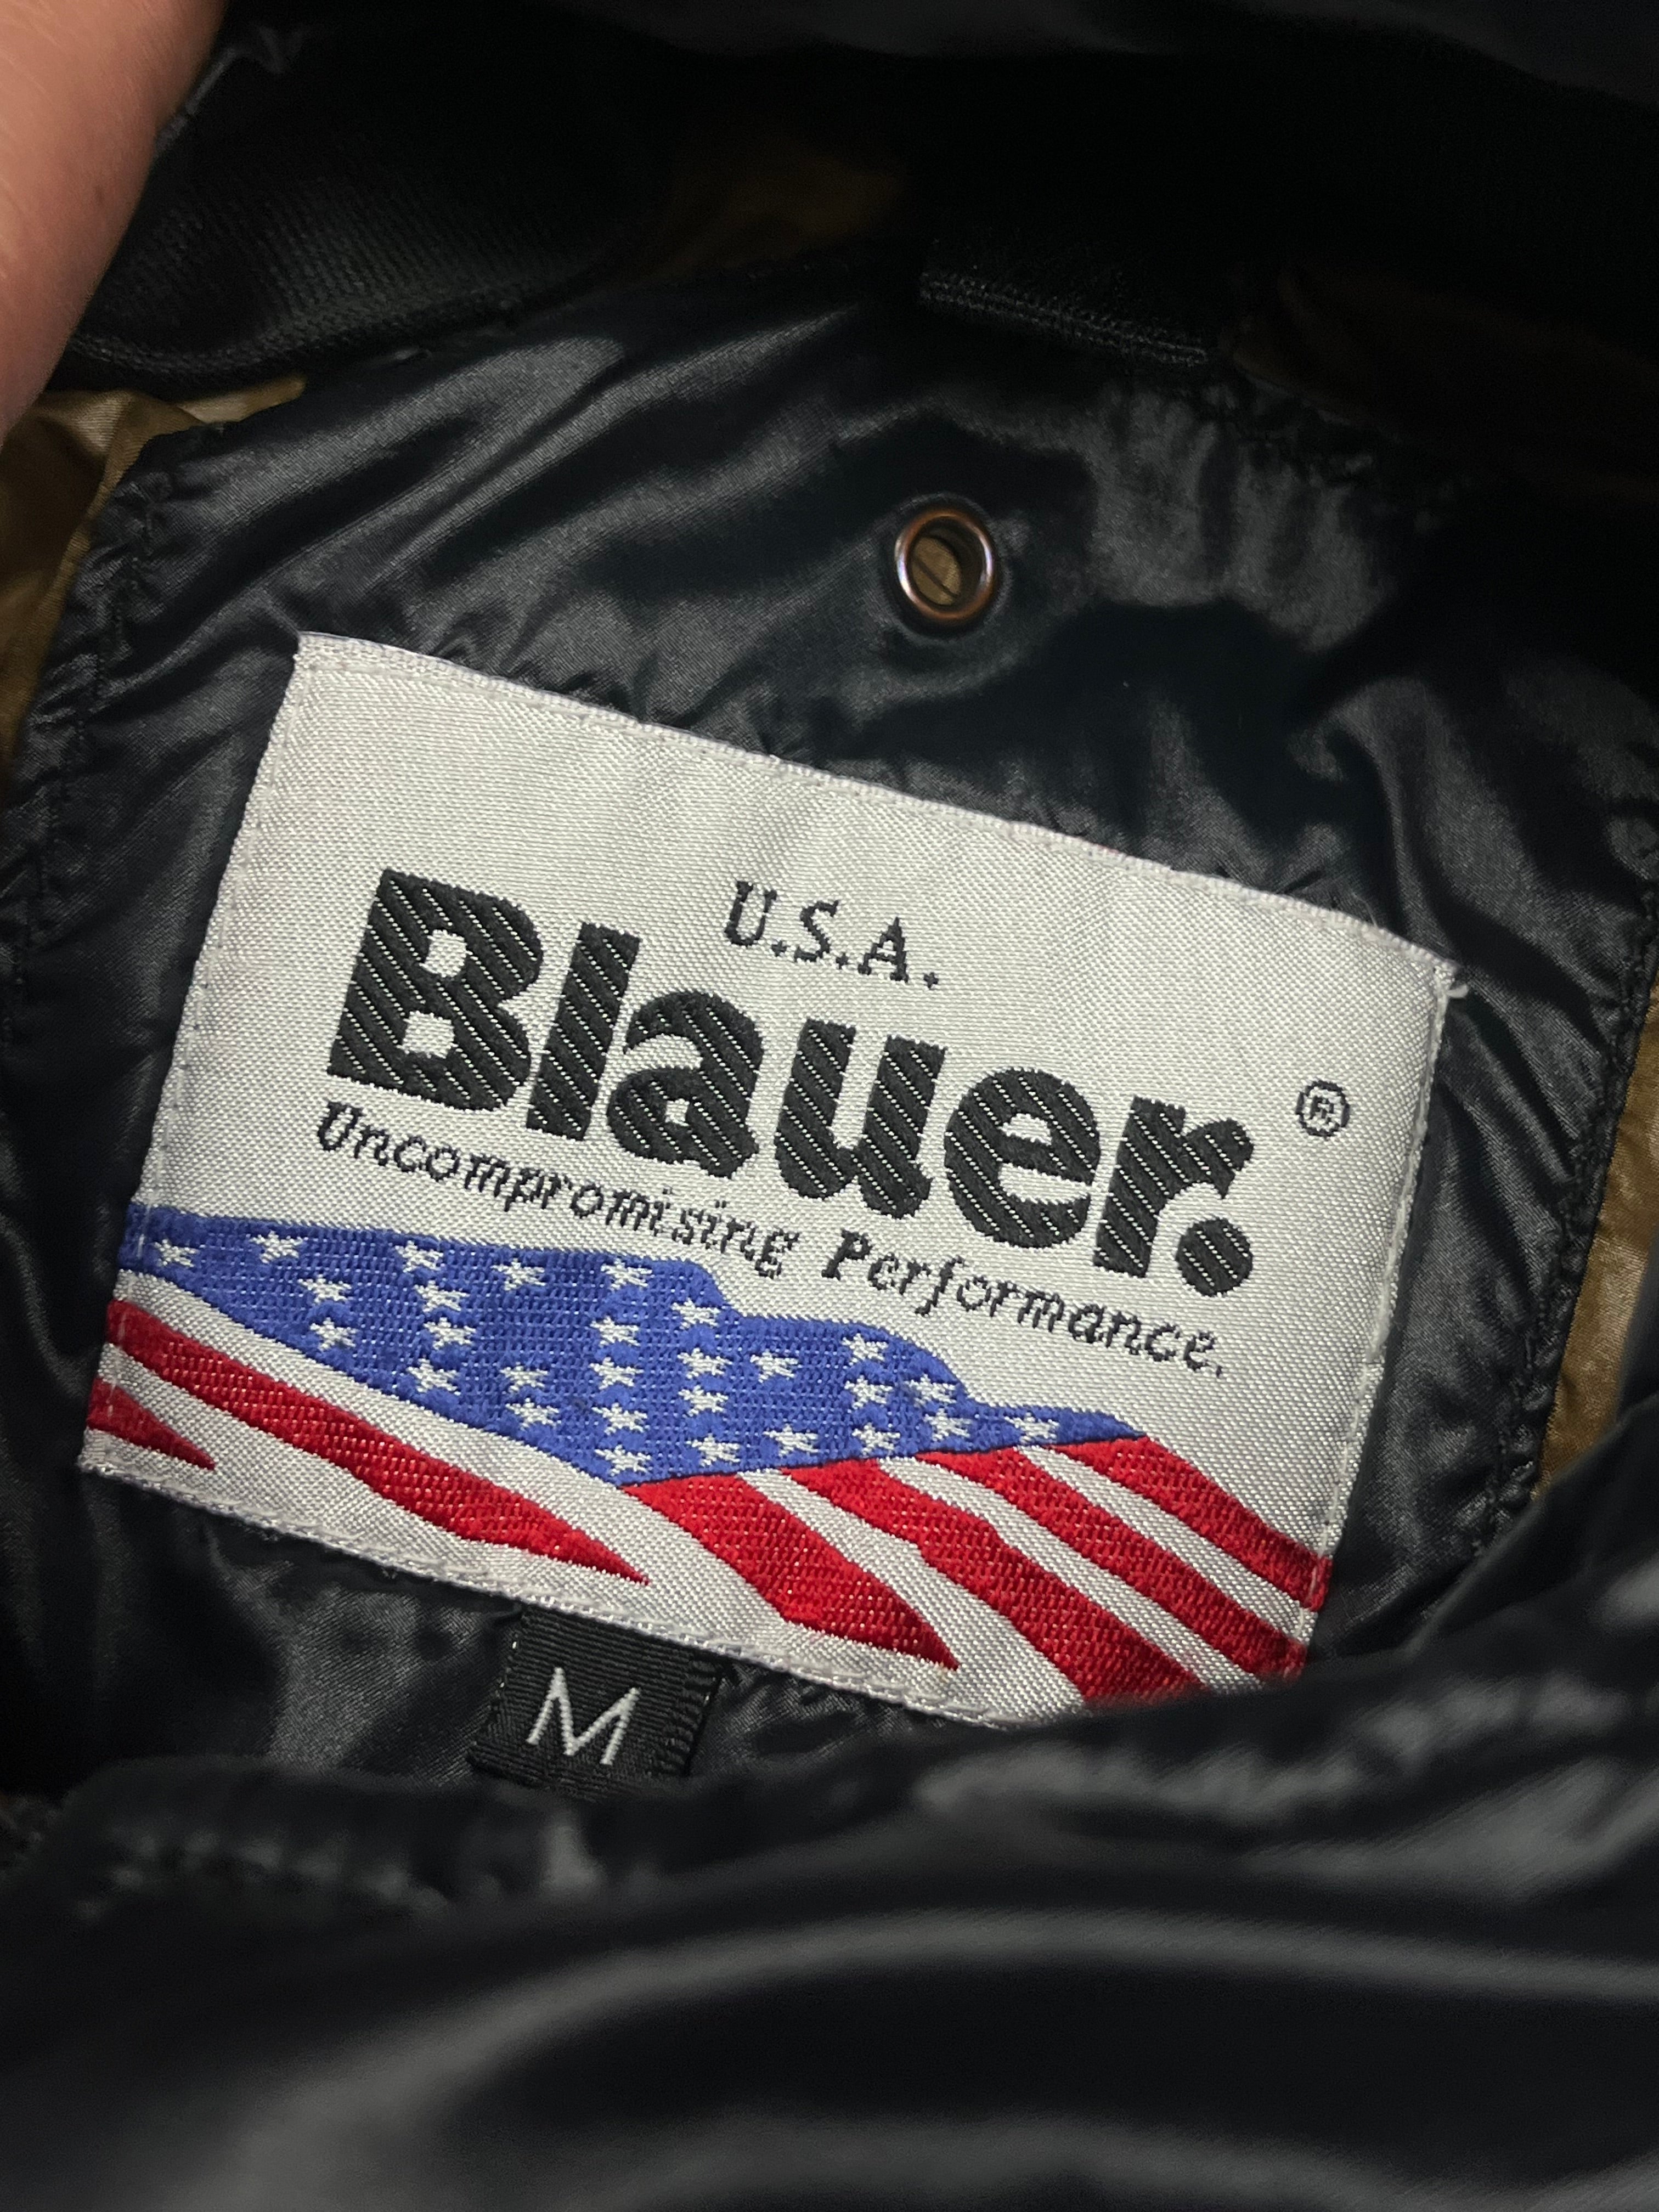 U.S.A.
Blauer.®
Uncompromising Performance.
M